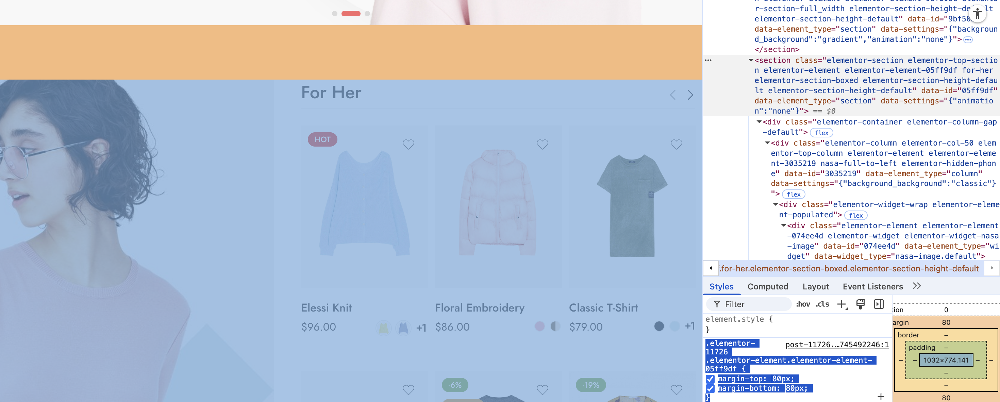 For Her
HOT
Elessi Knit
$96.00
+1
Floral Embroidery
$86.00
Classic T-Shirt
$79.00
+1
-6%
-19%
r-section-full_width elementor-section-height-default
elementor-section-height-default" data-id="9bf50
data-element_type="section" data-settings="{"backgroun
d_background":"gradient","animation":"none"}">
</section>
<section class="elementor-section elementor-top-sectio
n elementor-element elementor-element-05ff9df for-her
elementor-section-boxed elementor-section-height-defau
lt elementor-section-height-default" data-id="05ff9df"
data-element_type="section" data-settings="{"animatio
n":"none"}"> == $0
<div class="elementor-container elementor-column-gap
-default"> flex
<div class="elementor-column elementor-col-50 elem
entor-top-column elementor-element elementor-eleme
nt-3035219 nasa-full-to-left elementor-hidden-phon
e" data-id="3035219" data-element_type="column"
data-settings="{"background_background":"classic"}
"> flex
<div class="elementor-widget-wrap elementor-eleme
nt-populated"> flex
<div class="elementor-element elementor-element
-074ee4d elementor-widget elementor-widget-nasa
-image" data-id="074ee4d" data-element_type="wi
dget" data-widget_type="nasa-image.default">
.for-her.elementor-section-boxed.elementor-section-height-default
Styles Computed Layout Event Listeners
Filter :hov .cls
element.style {
}
.elementor- post-11726.…745492246:1
11726
.elementor-element.elementor-element-
05ff9df {
margin-top: 80px;
margin-bottom: 80px;
}
tion 0
argin 80
border –
padding –
– – 1032×774.141 – –
–
–
80